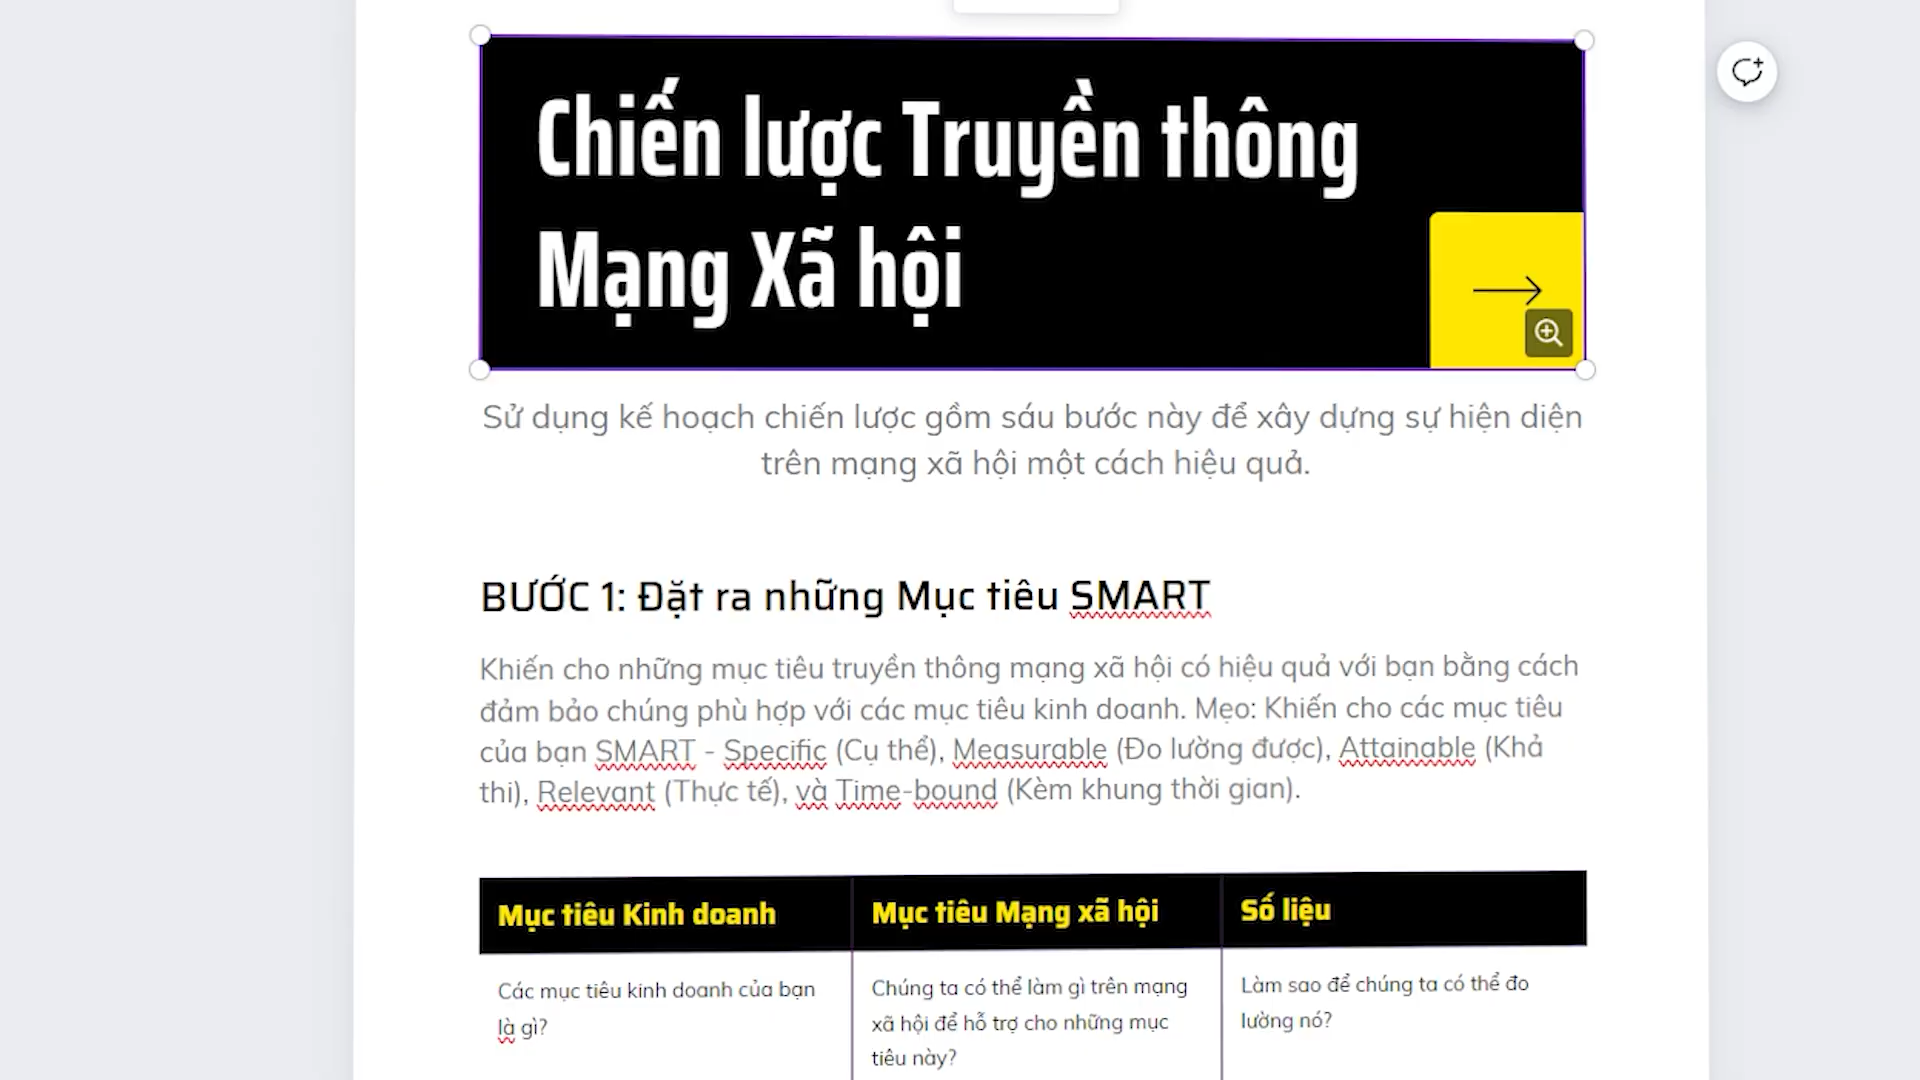 Chiến lược Truyền thông
Mạng Xã hội
Sử dụng kế hoạch chiến lược gồm sáu bước này để xây dựng sự hiện diện
trên mạng xã hội một cách hiệu quả.
BƯỚC 1: Đặt ra những Mục tiêu SMART
Khiến cho những mục tiêu truyền thông mạng xã hội có hiệu quả với bạn bằng cách
đảm bảo chúng phù hợp với các mục tiêu kinh doanh. Mẹo: Khiến cho các mục tiêu
của bạn SMART - Specific (Cụ thể), Measurable (Đo lường được), Attainable (Khả
thi), Relevant (Thực tế), và Time-bound (Kèm khung thời gian).
Mục tiêu Kinh doanh
Mục tiêu Mạng xã hội
Số liệu
Các mục tiêu kinh doanh của bạn
là gì?
Chúng ta có thể làm gì trên mạng
xã hội để hỗ trợ cho những mục
tiêu này?
Làm sao để chúng ta có thể đo
lường nó?